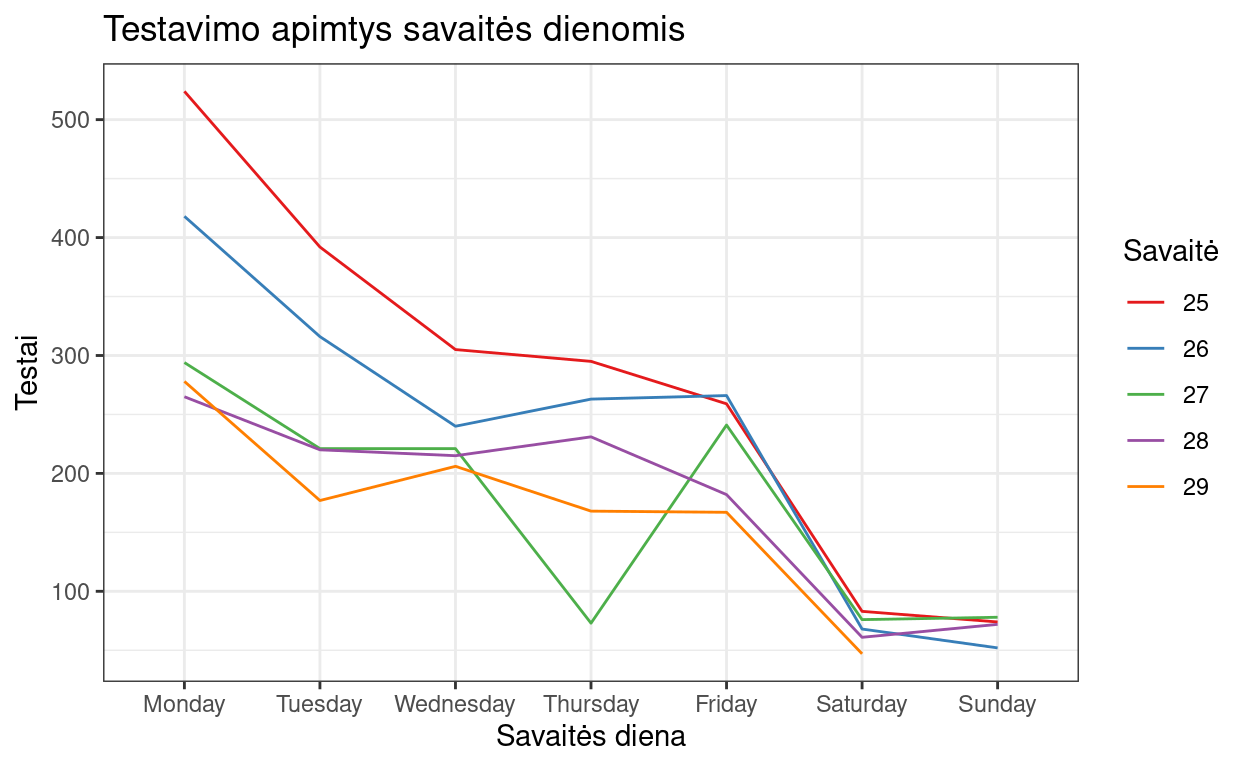 Testavimo apimtys savaitės dienomis
500
400
300
200
100
Testai
Monday Tuesday Wednesday Thursday Friday Saturday Sunday
Savaitės diena
Savaitė
25
26
27
28
29